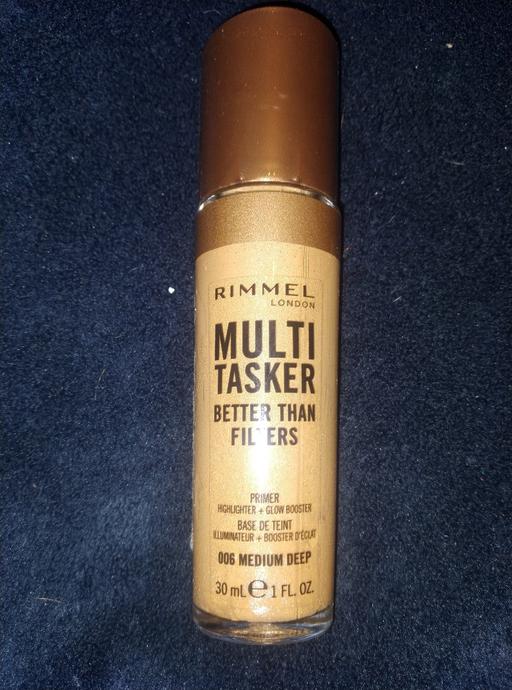 RIMMEL
LONDON
MULTI
TASKER
BETTER THAN
FILTERS
PRIMER
HIGHLIGHTER + GLOW BOOSTER
BASE DE TEINT
ILLUMINATEUR + BOOSTER D'ÉCLAT
006 MEDIUM DEEP
30 mL e 1 FL. OZ.